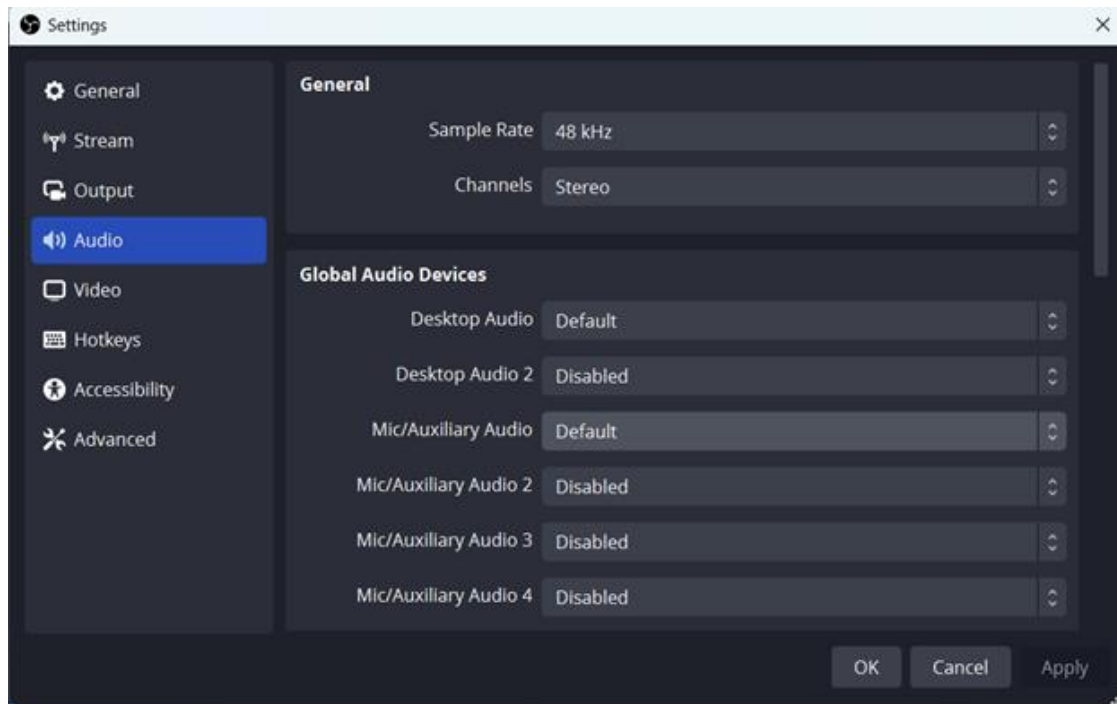 Settings
General
Stream
Output
Audio
Video
Hotkeys
Accessibility
Advanced
General
Sample Rate 48 kHz
Channels Stereo
Global Audio Devices
Desktop Audio Default
Desktop Audio 2 Disabled
Mic/Auxiliary Audio Default
Mic/Auxiliary Audio 2 Disabled
Mic/Auxiliary Audio 3 Disabled
Mic/Auxiliary Audio 4 Disabled
OK Cancel Apply